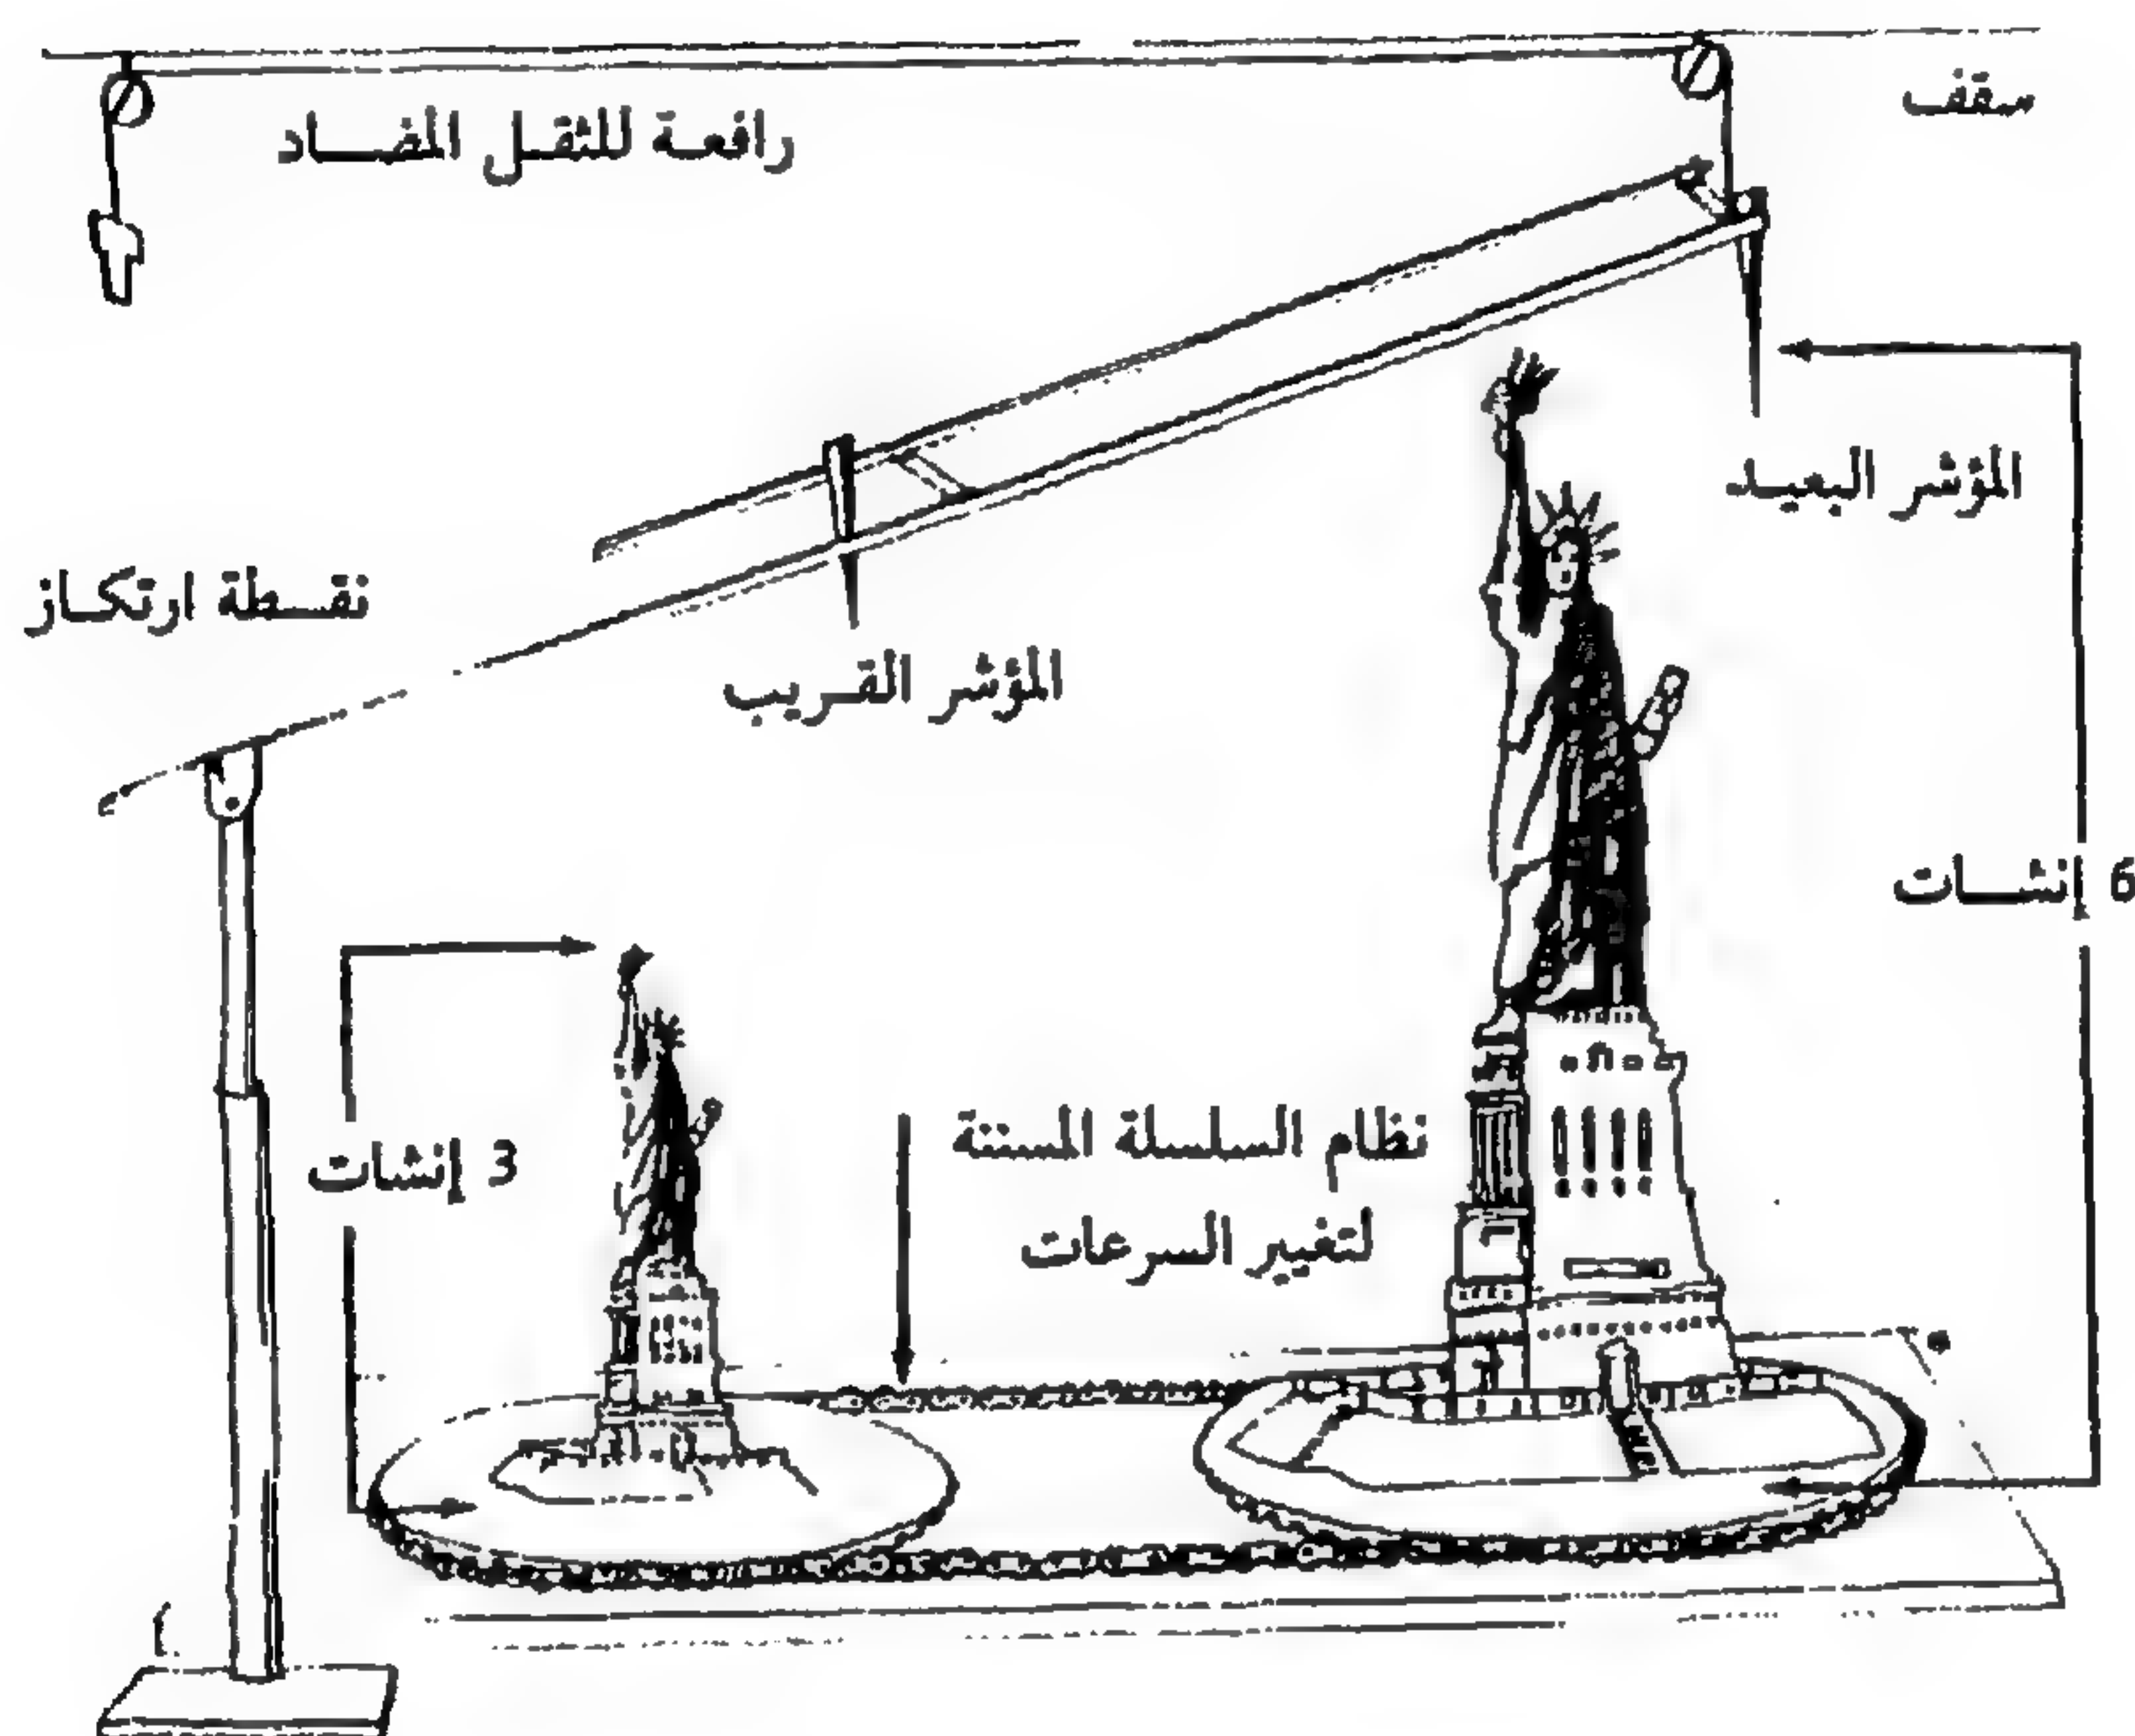 سقف
رافعة للثقل المضاد
المؤشر البعيد
نقطة ارتكاز
المؤشر القريب
6 إنشات
3 إنشات
نظام السلسلة المسننة
لتغيير السرعات